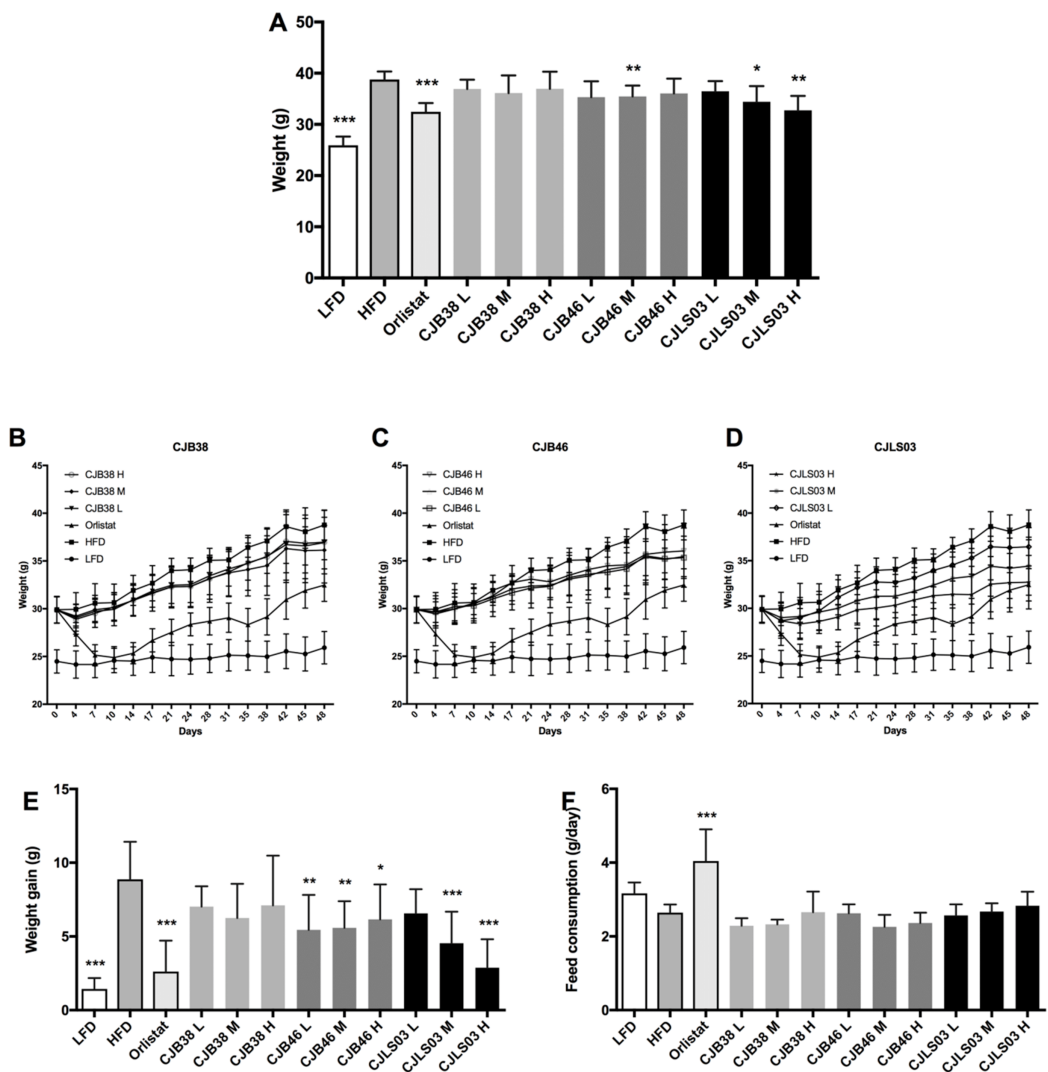 A
Weight (g)
50
40
30
20
10
0
***
***
**
*
**
LFD
HFD
Orlistat
CJB38 L
CJB38 M
CJB38 H
CJB46 L
CJB46 M
CJB46 H
CJLS03 L
CJLS03 M
CJLS03 H
B
CJB38
Weight (g)
45
40
35
30
25
20
CJB38 H
CJB38 M
CJB38 L
Orlistat
HFD
LFD
0 4 7 10 14 17 21 24 28 31 35 38 42 45 48
Days
C
CJB46
Weight (g)
45
40
35
30
25
20
CJB46 H
CJB46 M
CJB46 L
Orlistat
HFD
LFD
0 4 7 10 14 17 21 24 28 31 35 38 42 45 48
Days
D
CJLS03
Weight (g)
45
40
35
30
25
20
CJLS03 H
CJLS03 M
CJLS03 L
Orlistat
HFD
LFD
0 4 7 10 14 17 21 24 28 31 35 38 42 45 48
Days
E
Weight gain (g)
15
10
5
0
***
***
**
**
*
***
***
LFD
HFD
Orlistat
CJB38 L
CJB38 M
CJB38 H
CJB46 L
CJB46 M
CJB46 H
CJLS03 L
CJLS03 M
CJLS03 H
F
Feed consumption (g/day)
6
4
2
0
***
LFD
HFD
Orlistat
CJB38 L
CJB38 M
CJB38 H
CJB46 L
CJB46 M
CJB46 H
CJLS03 L
CJLS03 M
CJLS03 H